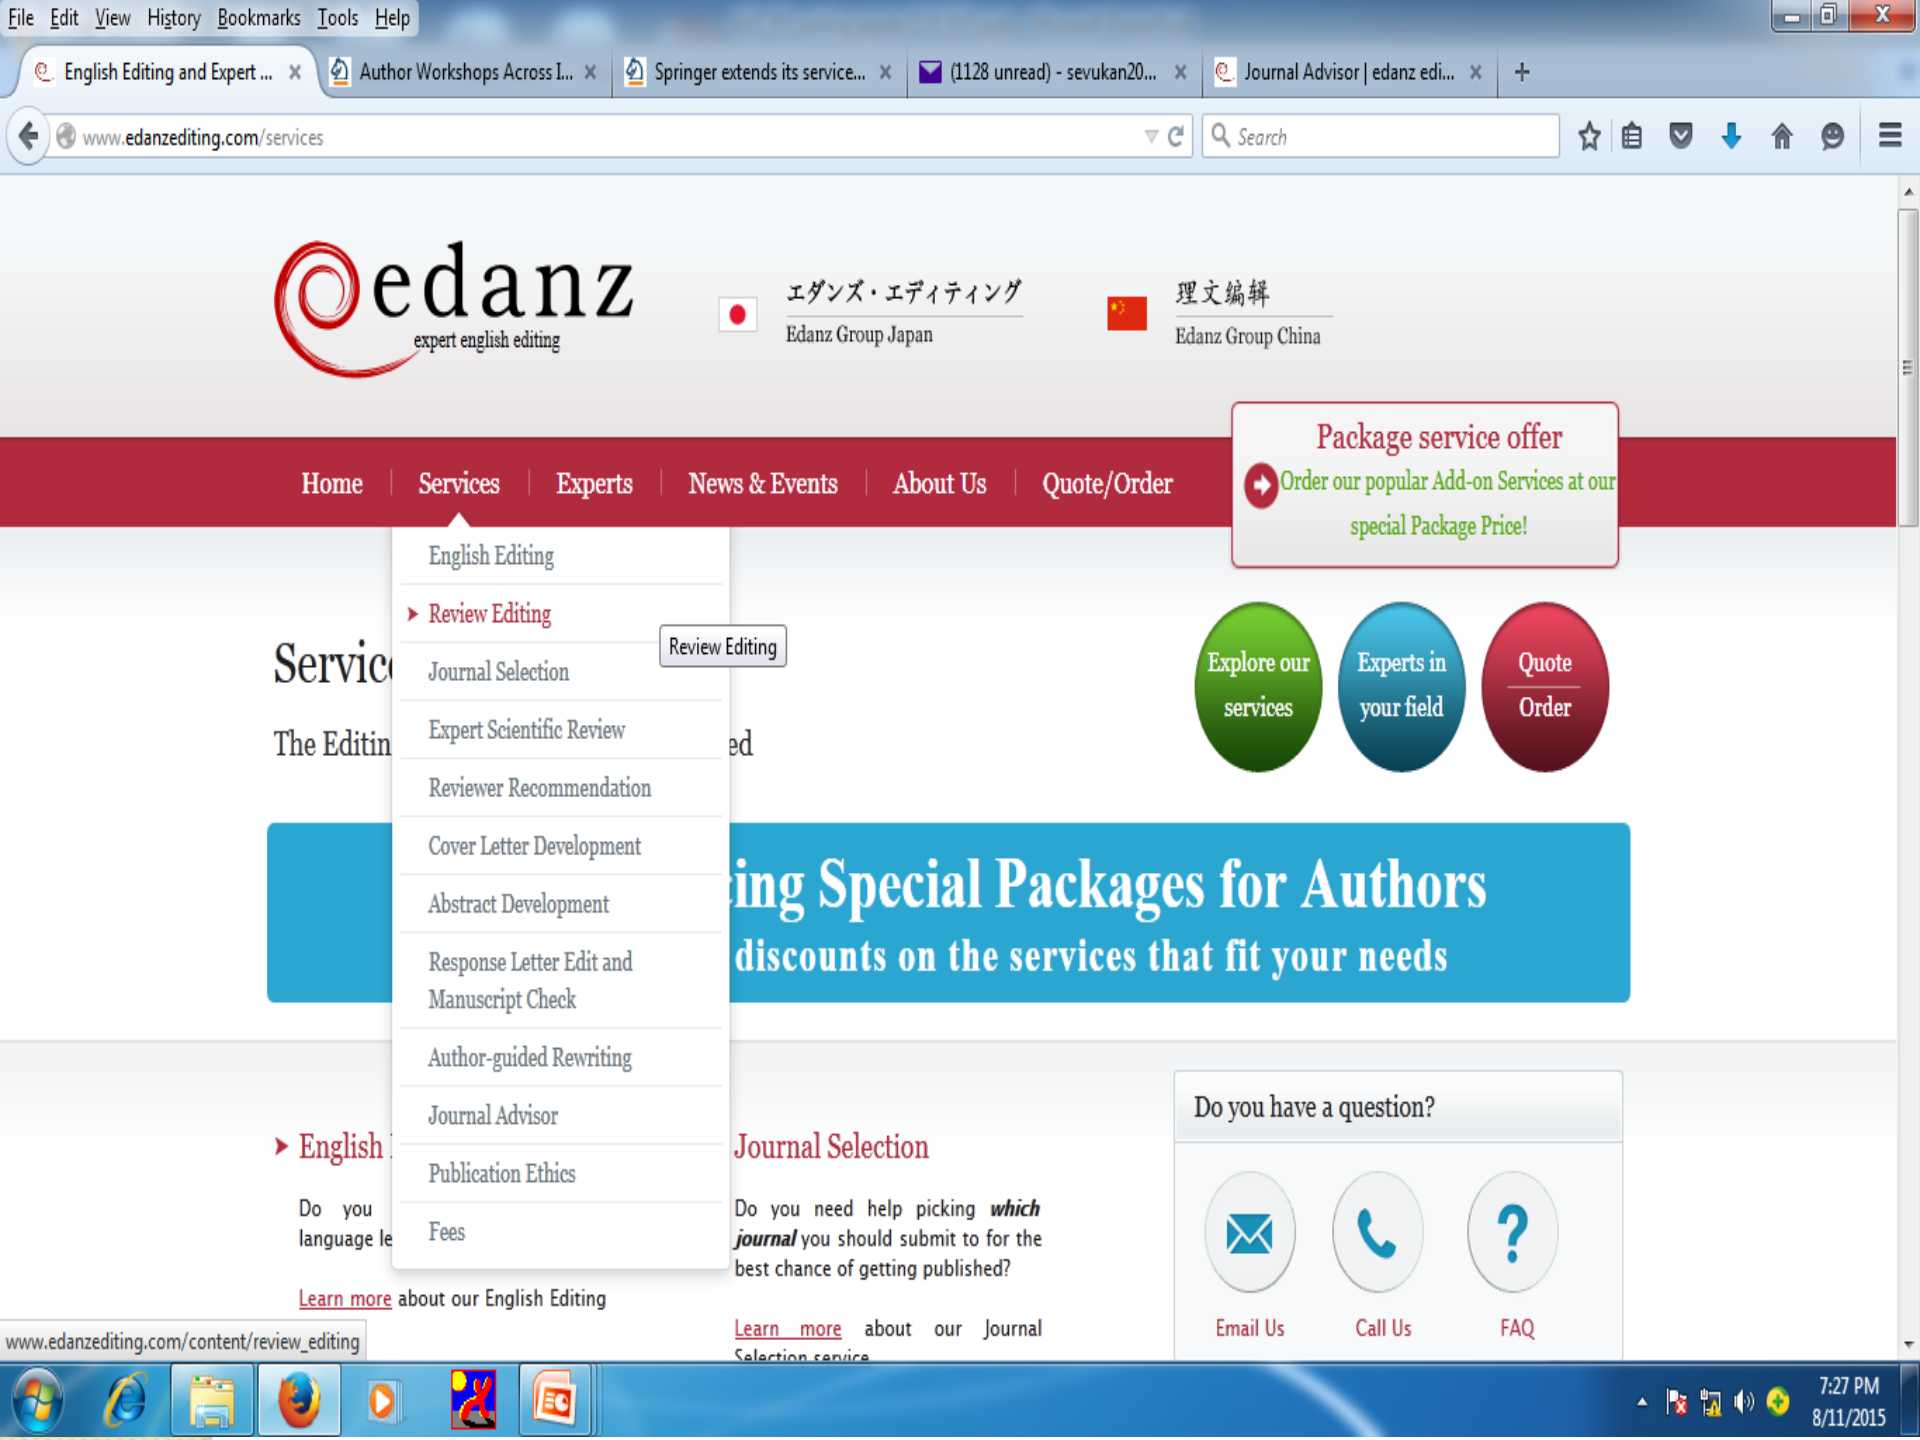 File Edit View History Bookmarks Tools Help
English Editing and Expert ...
Author Workshops Across I...
Springer extends its service...
(1128 unread) - sevukan20...
Journal Advisor | edanz edi...
www.edanzediting.com/services
Search
edanz
expert english editing
エダンズ・エディティング
Edanz Group Japan
理文编辑
Edanz Group China
Package service offer
Order our popular Add-on Services at our
special Package Price!
Home
Services
Experts
News & Events
About Us
Quote/Order
English Editing
Review Editing
Review Editing
Journal Selection
Expert Scientific Review
Reviewer Recommendation
Cover Letter Development
Abstract Development
Response Letter Edit and
Manuscript Check
Author-guided Rewriting
Journal Advisor
Publication Ethics
Fees
Servic
The Editin ed
Explore our
services
Experts in
your field
Quote
Order
ing Special Packages for Authors
discounts on the services that fit your needs
English
Do you
language le
Learn more about our English Editing
Journal Selection
Do you need help picking which
journal you should submit to for the
best chance of getting published?
Learn more about our Journal
Selection service
Do you have a question?
Email Us
Call Us
FAQ
www.edanzediting.com/content/review_editing
7:27 PM
8/11/2015